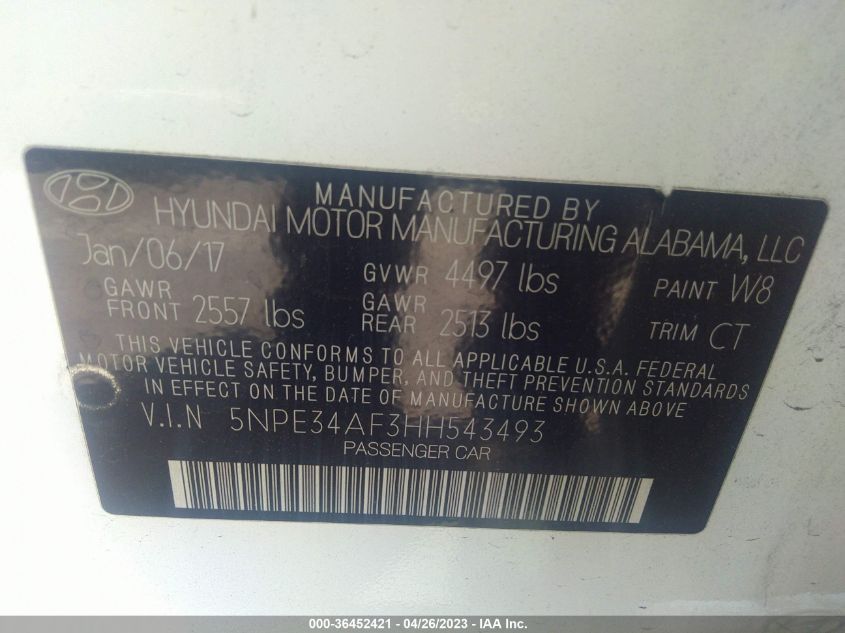 MANUFACTURED BY
HYUNDAI MOTOR MANUFACTURING ALABAMA, LLC
Jan/06/17 GVWR 4497 lbs PAINT W8
GAWR FRONT 2557 lbs GAWR REAR 2513 lbs TRIM CT
THIS VEHICLE CONFORMS TO ALL APPLICABLE U.S.A. FEDERAL
MOTOR VEHICLE SAFETY, BUMPER, AND THEFT PREVENTION STANDARDS
IN EFFECT ON THE DATE OF MANUFACTURE SHOWN ABOVE
V.I.N 5NPE34AF3HH543493
PASSENGER CAR
000-36452421 - 04/26/2023 - IAA Inc.